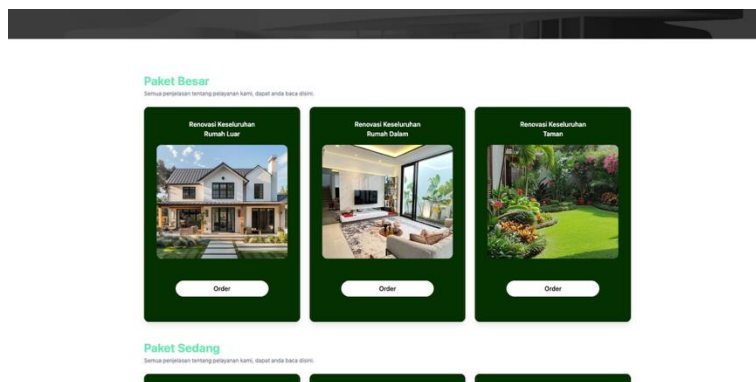 Paket Besar
Semua penjelasan tentang pelayanan kami, dapat anda baca disini.
Renovasi Keseluruhan
Rumah Luar
Renovasi Keseluruhan
Rumah Dalam
Renovasi Keseluruhan
Taman
Order
Order
Order
Paket Sedang
Semua penjelasan tentang pelayanan kami, dapat anda baca disini.